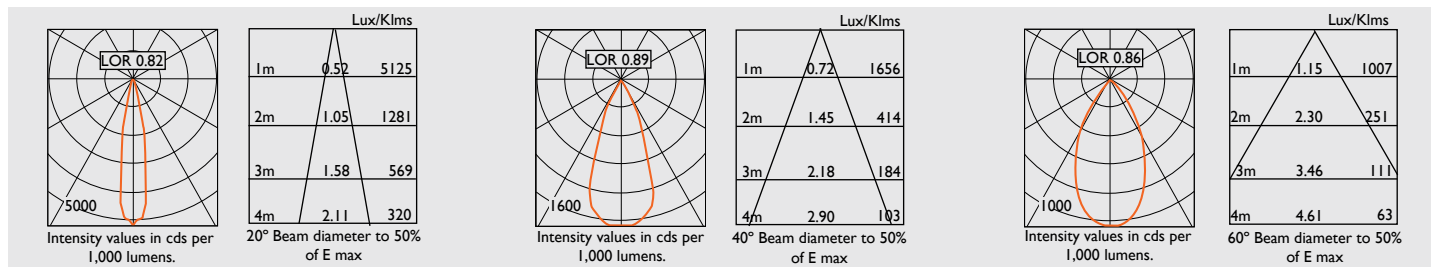 Lux/Klms
LOR 0.82
1m 0.52 5125
2m 1.05 1281
3m 1.58 569
5000
4m 2.11 320
Intensity values in cds per
1,000 lumens.
20º Beam diameter to 50%
of E max
Lux/Klms
LOR 0.89
1m 0.72 1656
2m 1.45 414
3m 2.18 184
1600
4m 2.90 103
Intensity values in cds per
1,000 lumens.
40º Beam diameter to 50%
of E max
Lux/Klms
LOR 0.86
1m 1.15 1007
2m 2.30 251
3m 3.46 111
1000
4m 4.61 63
Intensity values in cds per
1,000 lumens.
60º Beam diameter to 50%
of E max